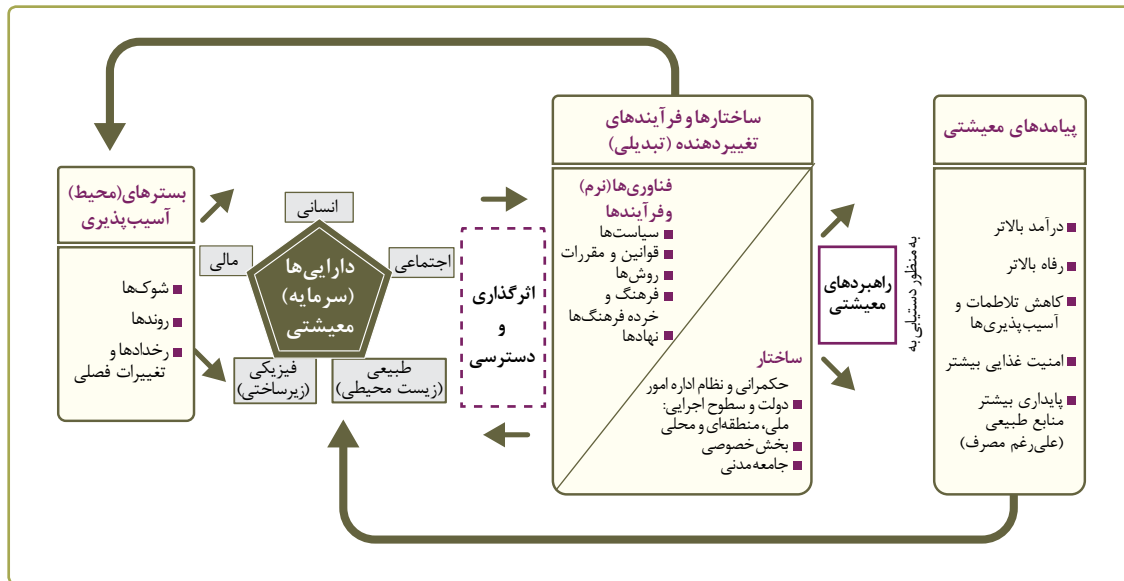 بسترهای(محیط)
آسیب‌پذیری
شوک‌ها
روندها
رخدادها و
تغییرات فصلی
انسانی
مالی
اجتماعی
دارایی‌ها
(سرمایه)
معیشتی
فیزیکی
(زیرساختی)
طبیعی
(زیست محیطی)
اثرگذاری
و
دسترسی
ساختارها و فرآیندهای
تغییردهنده (تبدیلی)
فناوری‌ها(نرم)
و فرآیندها
سیاست‌ها
قوانین و مقررات
روش‌ها
فرهنگ و
خرده فرهنگ‌ها
نهادها
ساختار
حکمرانی و نظام اداره امور
دولت و سطوح اجرایی:
ملی، منطقه‌ای و محلی
بخش خصوصی
جامعه مدنی
راهبردهای
معیشتی
به منظور دستیابی به
پیامدهای معیشتی
درآمد بالاتر
رفاه بالاتر
کاهش تلاطمات و
آسیب‌پذیری‌ها
امنیت غذایی بیشتر
پایداری بیشتر
منابع طبیعی
(علی‌رغم مصرف)